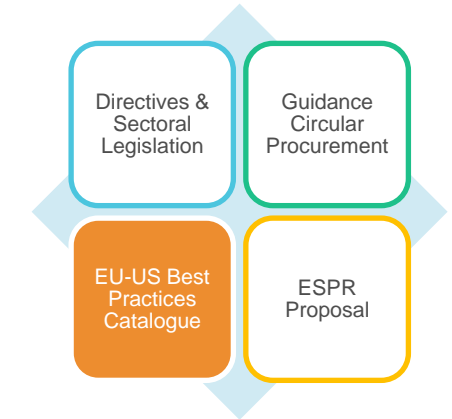 Directives &
Sectoral
Legislation
Guidance
Circular
Procurement
EU-US Best
Practices
Catalogue
ESPR
Proposal